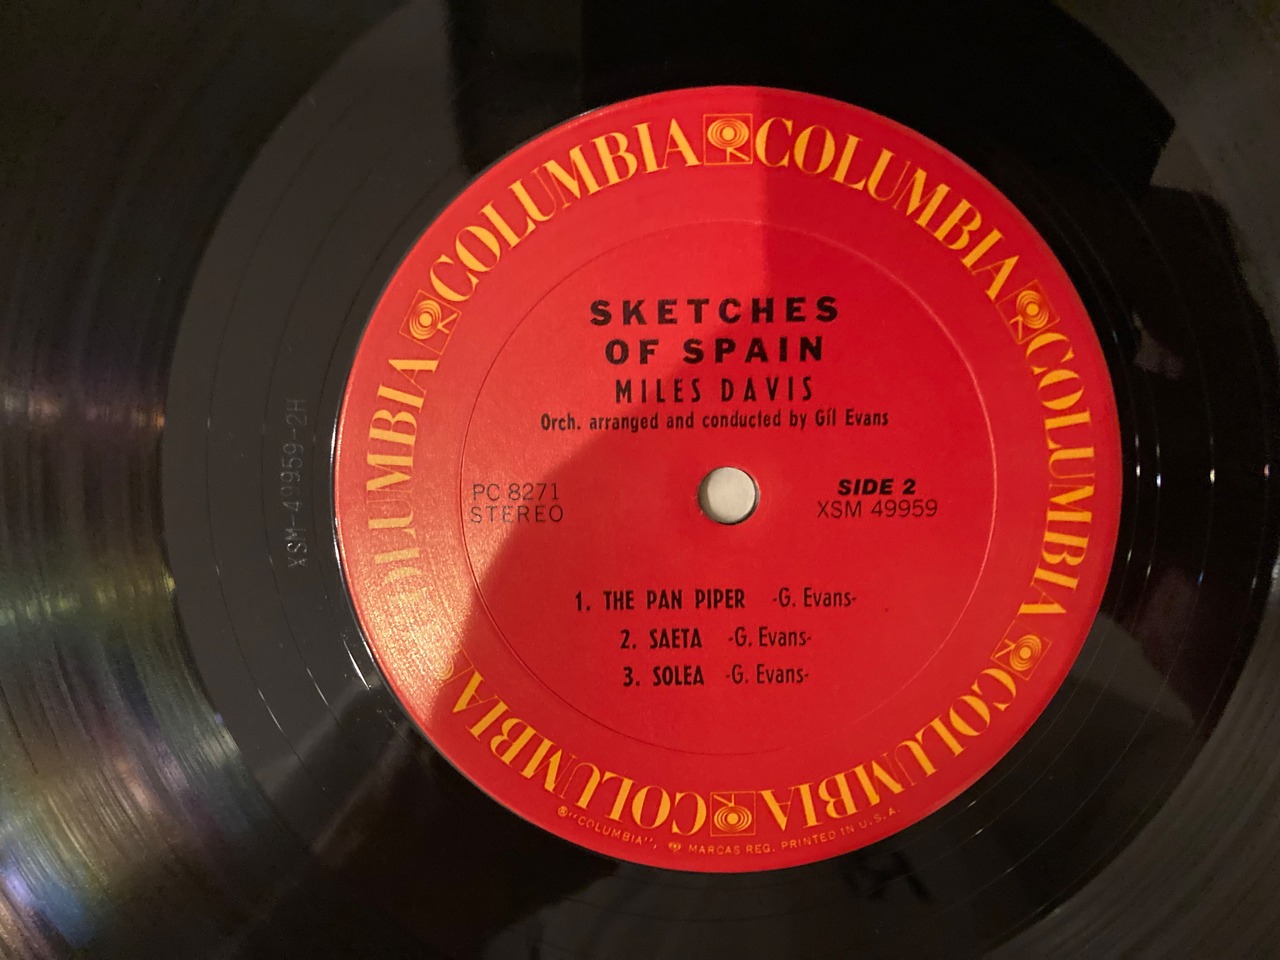 COLUMBIA COLUMBIA COLUMBIA COLUMBIA COLUMBIA COLUMBIA
SKETCHES
OF SPAIN
MILES DAVIS
Orch. arranged and conducted by Gil Evans
PC 8271
STEREO
SIDE 2
XSM 49959
1. THE PAN PIPER -G. Evans-
2. SAETA -G. Evans-
3. SOLEA -G. Evans-
® "COLUMBIA", MARCAS REG. PRINTED IN U.S.A.
XSM-49959-2H